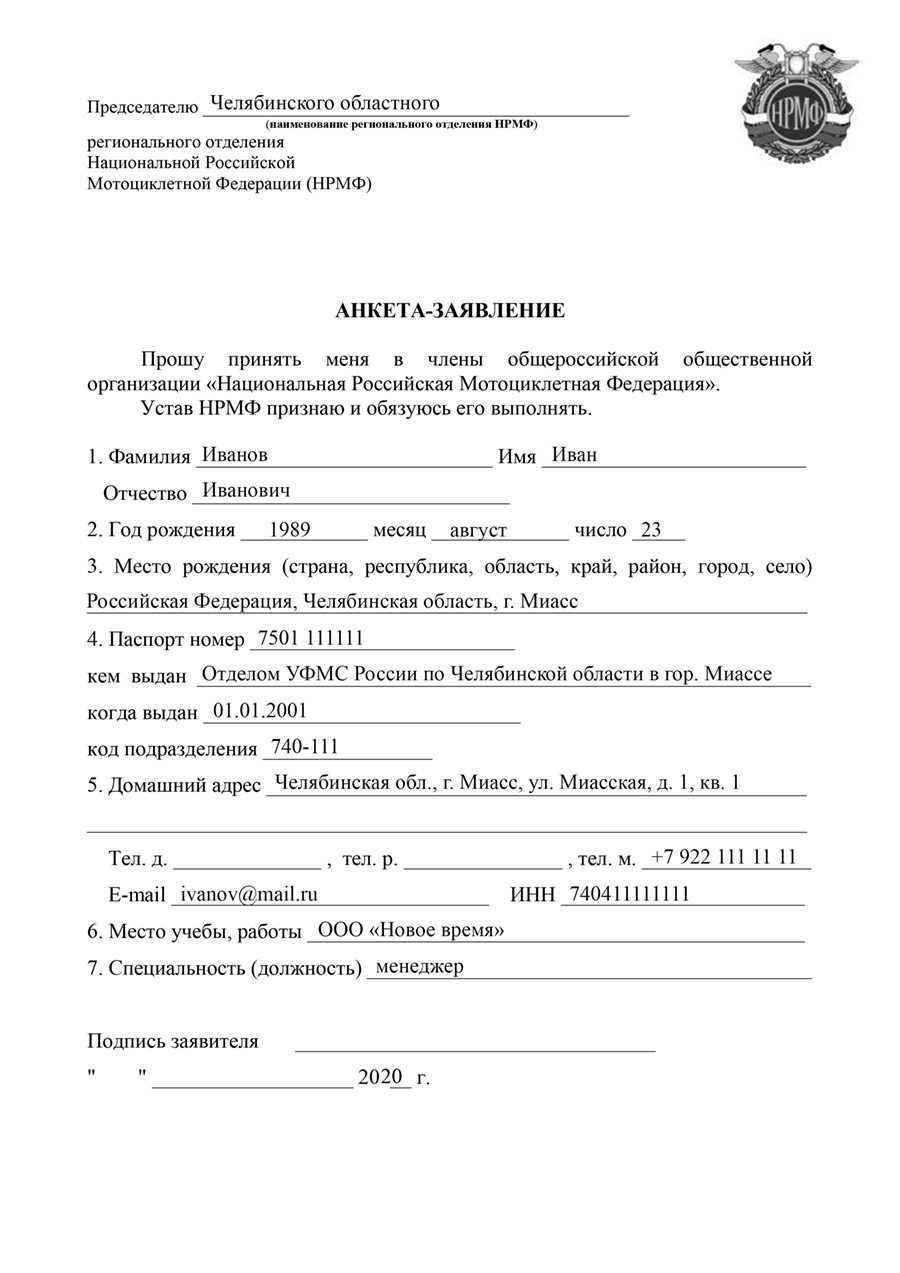 Председателю Челябинского областного
(наименование регионального отделения НРМФ)
НРМФ
регионального отделения
Национальной Российской
Мотоциклетной Федерации (НРМФ)
АНКЕТА-ЗАЯВЛЕНИЕ
Прошу принять меня в члены общероссийской общественной
организации «Национальная Российская Мотоциклетная Федерация».
Устав НРМФ признаю и обязуюсь его выполнять.
1. Фамилия Иванов Имя Иван
Отчество Иванович
2. Год рождения 1989 месяц август число 23
3. Место рождения (страна, республика, область, край, район, город, село)
Российская Федерация, Челябинская область, г. Миасс
4. Паспорт номер 7501 111111
кем выдан Отделом УФМС России по Челябинской области в гор. Миассе
когда выдан 01.01.2001
код подразделения 740-111
5. Домашний адрес Челябинская обл., г. Миасс, ул. Миасская, д. 1, кв. 1
Тел. д. ______________ , тел. р. ______________ , тел. м. +7 922 111 11 11
E-mail ivanov@mail.ru ИНН 740411111111
6. Место учебы, работы ООО «Новое время»
7. Специальность (должность) менеджер
Подпись заявителя ______________
" " ______________ 2020 г.